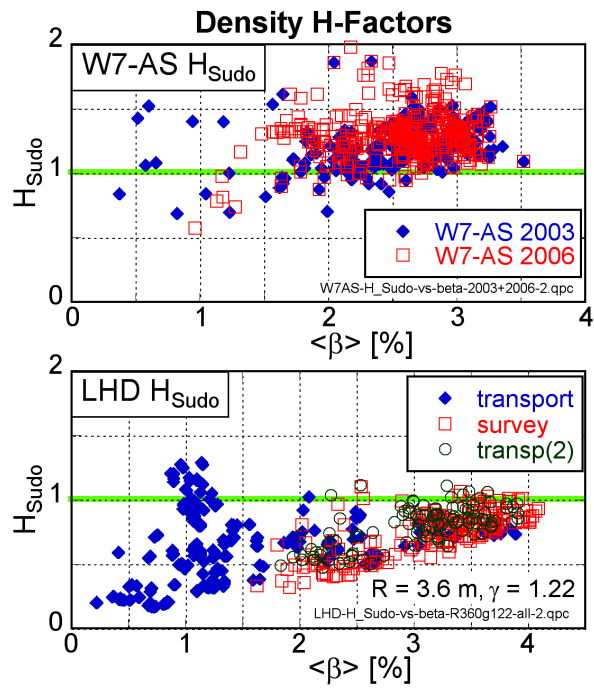 Density H-Factors
2
W7-AS H_Sudo
H_Sudo
1
W7-AS 2003
W7-AS 2006
W7AS-H_Sudo-vs-beta-2003+2006-2.qpc
0
0 1 2 3 4
<β> [%]
2
LHD H_Sudo
transport
survey
transp(2)
H_Sudo
1
R = 3.6 m, γ = 1.22
LHD-H_Sudo-vs-beta-R360g122-all-2.qpc
0
0 1 2 3 4
<β> [%]